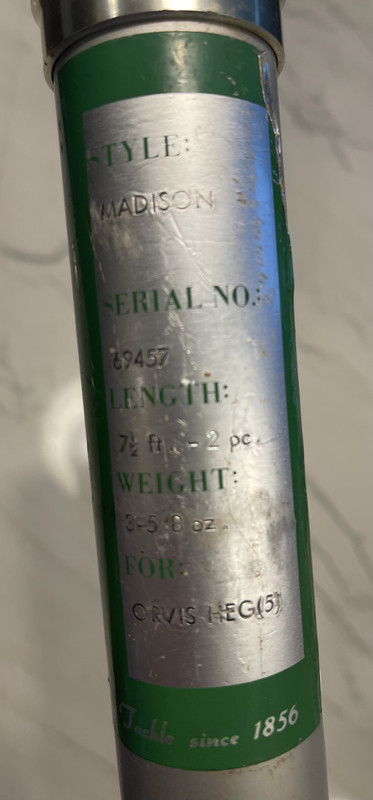 STYLE:
MADISON
SERIAL NO.:
69457
LENGTH:
7½ ft. - 2 pc.
WEIGHT:
3-5/8 oz.
FOR:
ORVIS HEG(5)
Tackle since 1856